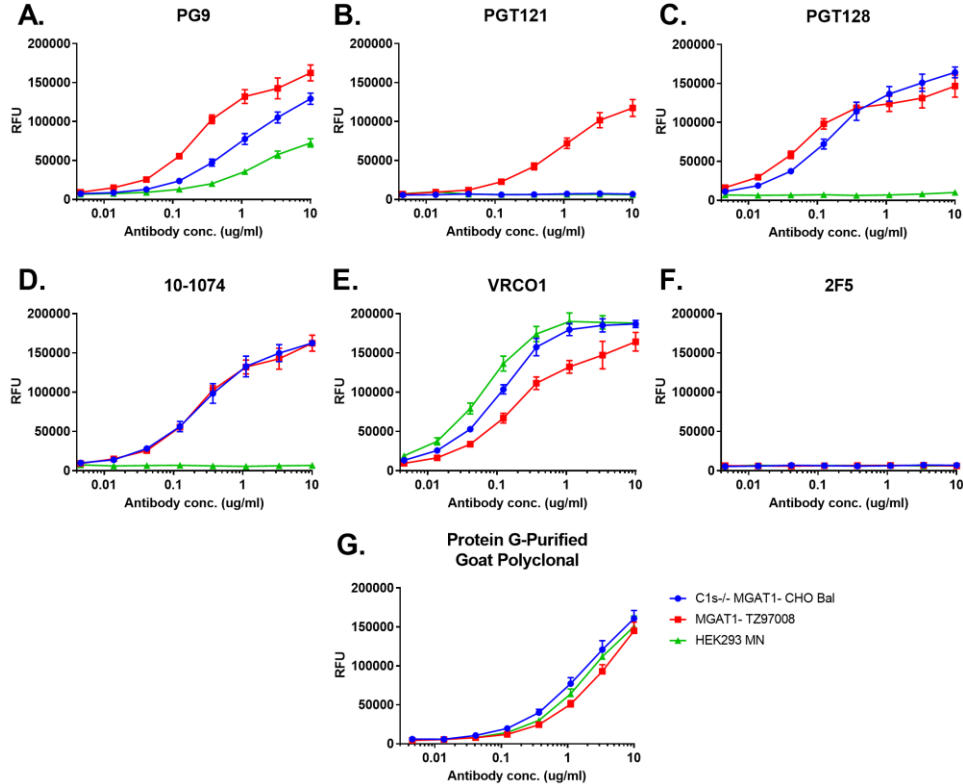 A.
PG9
200000
150000
100000
50000
0
RFU
0.01
0.1
1
10
Antibody conc. (ug/ml)
B.
PGT121
200000
150000
100000
50000
0
RFU
0.01
0.1
1
10
Antibody conc. (ug/ml)
C.
PGT128
200000
150000
100000
50000
0
RFU
0.01
0.1
1
10
Antibody conc. (ug/ml)
D.
10-1074
200000
150000
100000
50000
0
RFU
0.01
0.1
1
10
Antibody conc. (ug/ml)
E.
VRCO1
200000
150000
100000
50000
0
RFU
0.01
0.1
1
10
Antibody conc. (ug/ml)
F.
2F5
200000
150000
100000
50000
0
RFU
0.01
0.1
1
10
Antibody conc. (ug/ml)
G.
Protein G-Purified
Goat Polyclonal
200000
150000
100000
50000
0
RFU
0.01
0.1
1
10
Antibody conc. (ug/ml)
C1s-/- MGAT1- CHO Bal
MGAT1- TZ97008
HEK293 MN